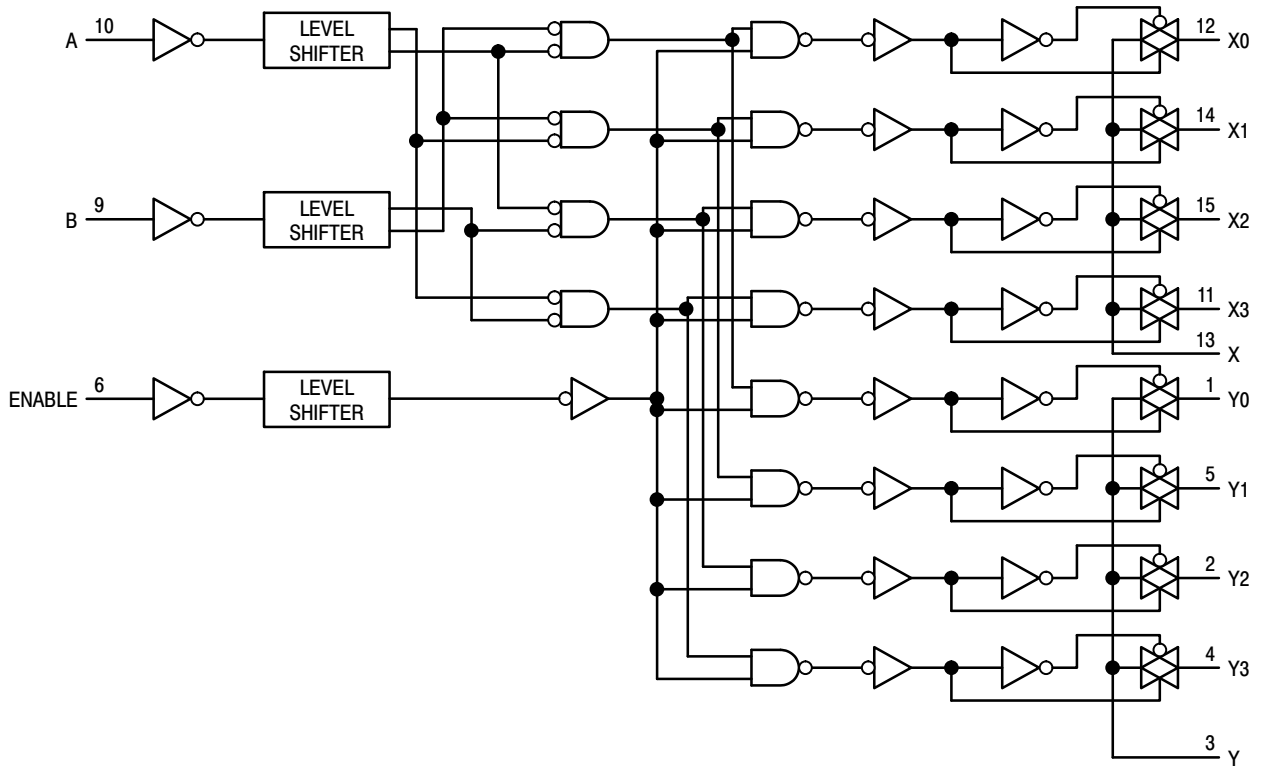 A 10 LEVEL SHIFTER 12 X0
14 X1
B 9 LEVEL SHIFTER 15 X2
11 X3
13 X
ENABLE 6 LEVEL SHIFTER 1 Y0
5 Y1
2 Y2
4 Y3
3 Y